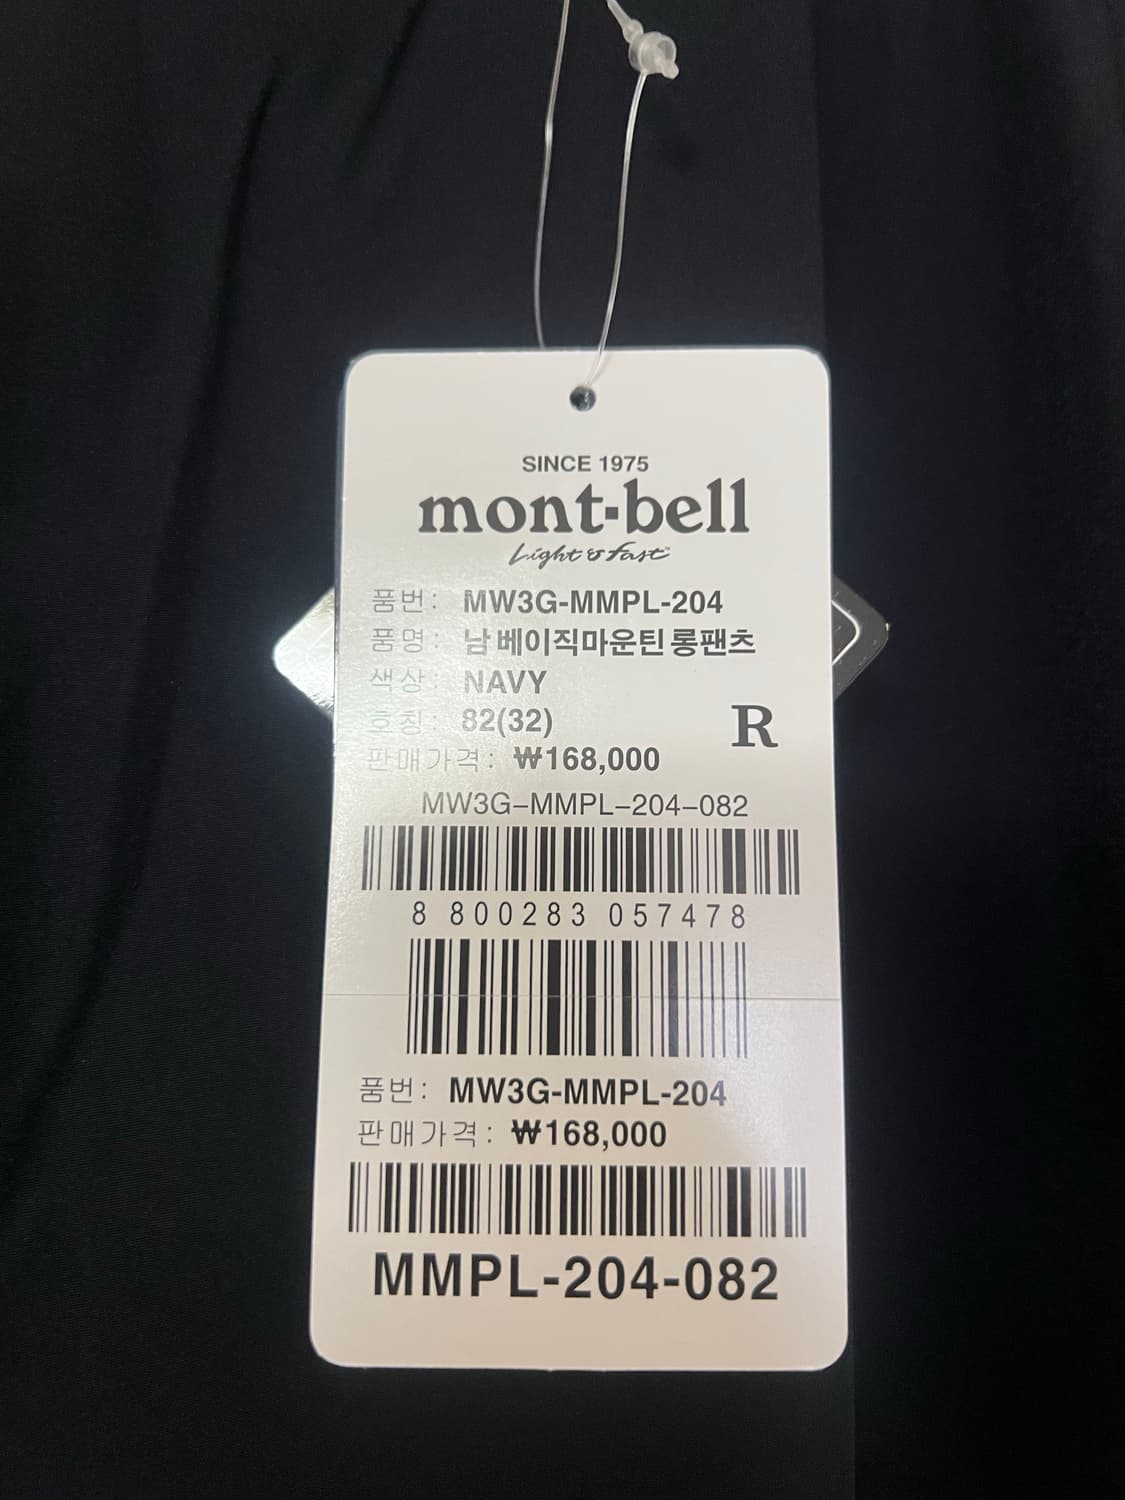 SINCE 1975
mont-bell
Light & Fast
품번: MW3G-MMPL-204
품명: 남 베이직마운틴 롱팬츠
색상: NAVY
호칭: 82(32)
R
판매가격: ₩168,000
MW3G-MMPL-204-082
8 800283 057478
품번: MW3G-MMPL-204
판매가격: ₩168,000
MMPL-204-082